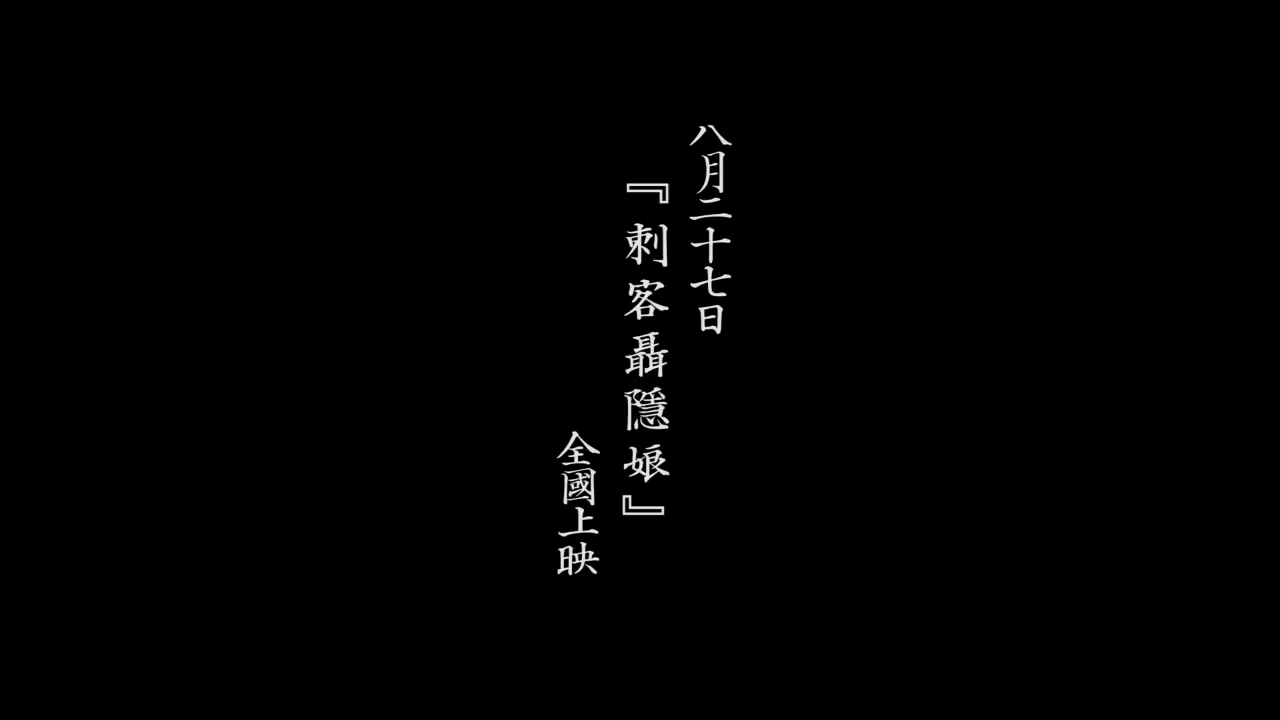 八月二十七日
『刺客聶隱娘』
全國上映